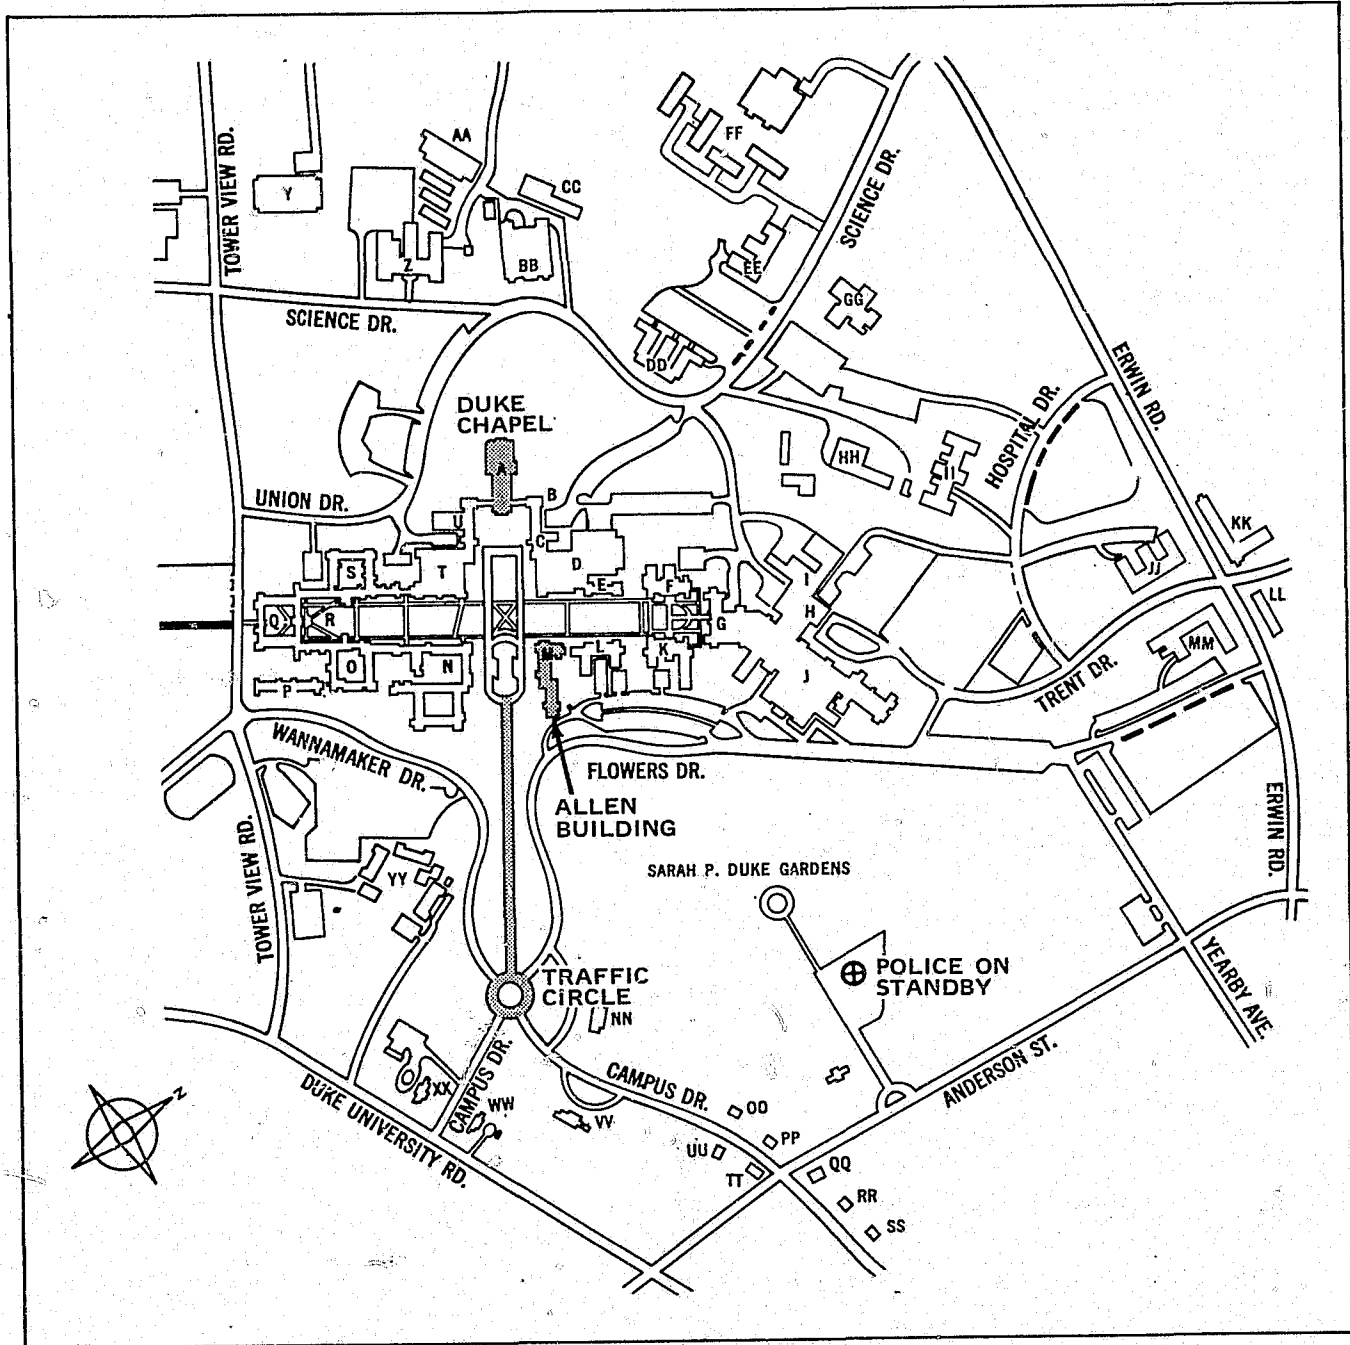 TOWER VIEW RD.
AA
Y
CC
Z
BB
SCIENCE DR.
FF
SCIENCE DR.
EE
GG
DD
ERWIN RD.
HOSPITAL DR.
DUKE
CHAPEL
A
HH
II
UNION DR.
B
U
C
D
KK
S
T
E
F
I
JJ
LL
Q
R
H
G
MM
O
N
M
L
K
J
P
TRENT DR.
WANNAMAKER DR.
FLOWERS DR.
ALLEN
BUILDING
ERWIN RD.
TOWER VIEW RD.
YY
SARAH P. DUKE GARDENS
POLICE ON
STANDBY
YEARBY AVE.
TRAFFIC
CIRCLE
NN
CAMPUS DR.
CAMPUS DR.
ANDERSON ST.
DUKE UNIVERSITY RD.
XX
WW
VV
OO
PP
UU
TT
QQ
RR
SS
N